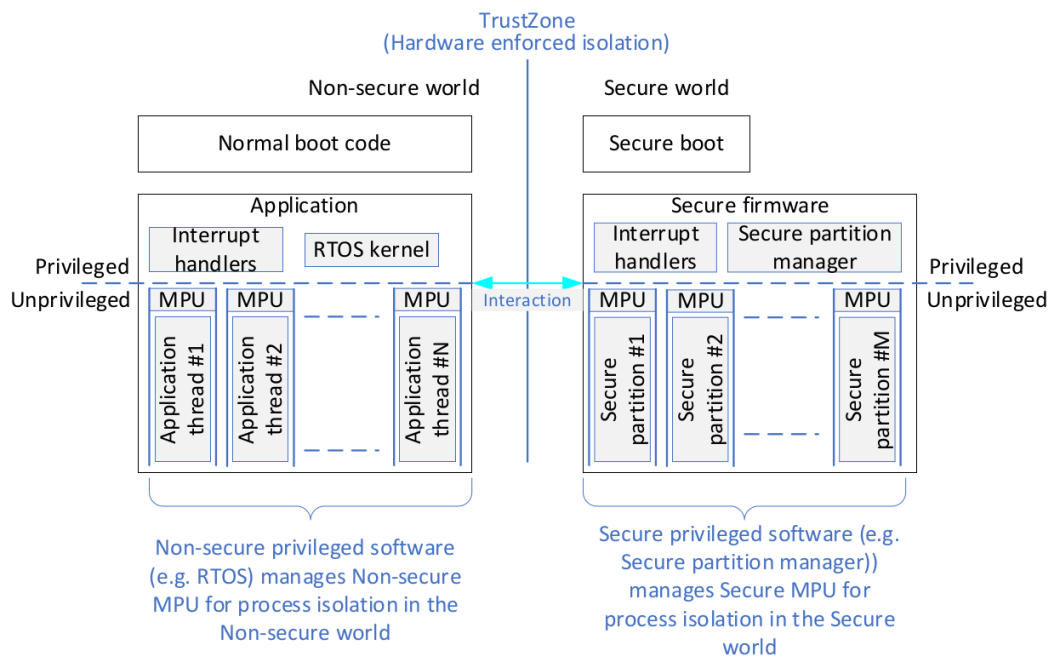 TrustZone
(Hardware enforced isolation)
Non-secure world
Secure world
Normal boot code
Secure boot
Application
Interrupt
handlers
RTOS kernel
Secure firmware
Interrupt
handlers
Secure partition
manager
Privileged
Unprivileged
Privileged
Unprivileged
Interaction
MPU
MPU
MPU
Application
thread #1
Application
thread #2
Application
thread #N
MPU
MPU
MPU
Secure
partition #1
Secure
partition #2
Secure
partition #M
Non-secure privileged software
(e.g. RTOS) manages Non-secure
MPU for process isolation in the
Non-secure world
Secure privileged software (e.g.
Secure partition manager))
manages Secure MPU for
process isolation in the Secure
world